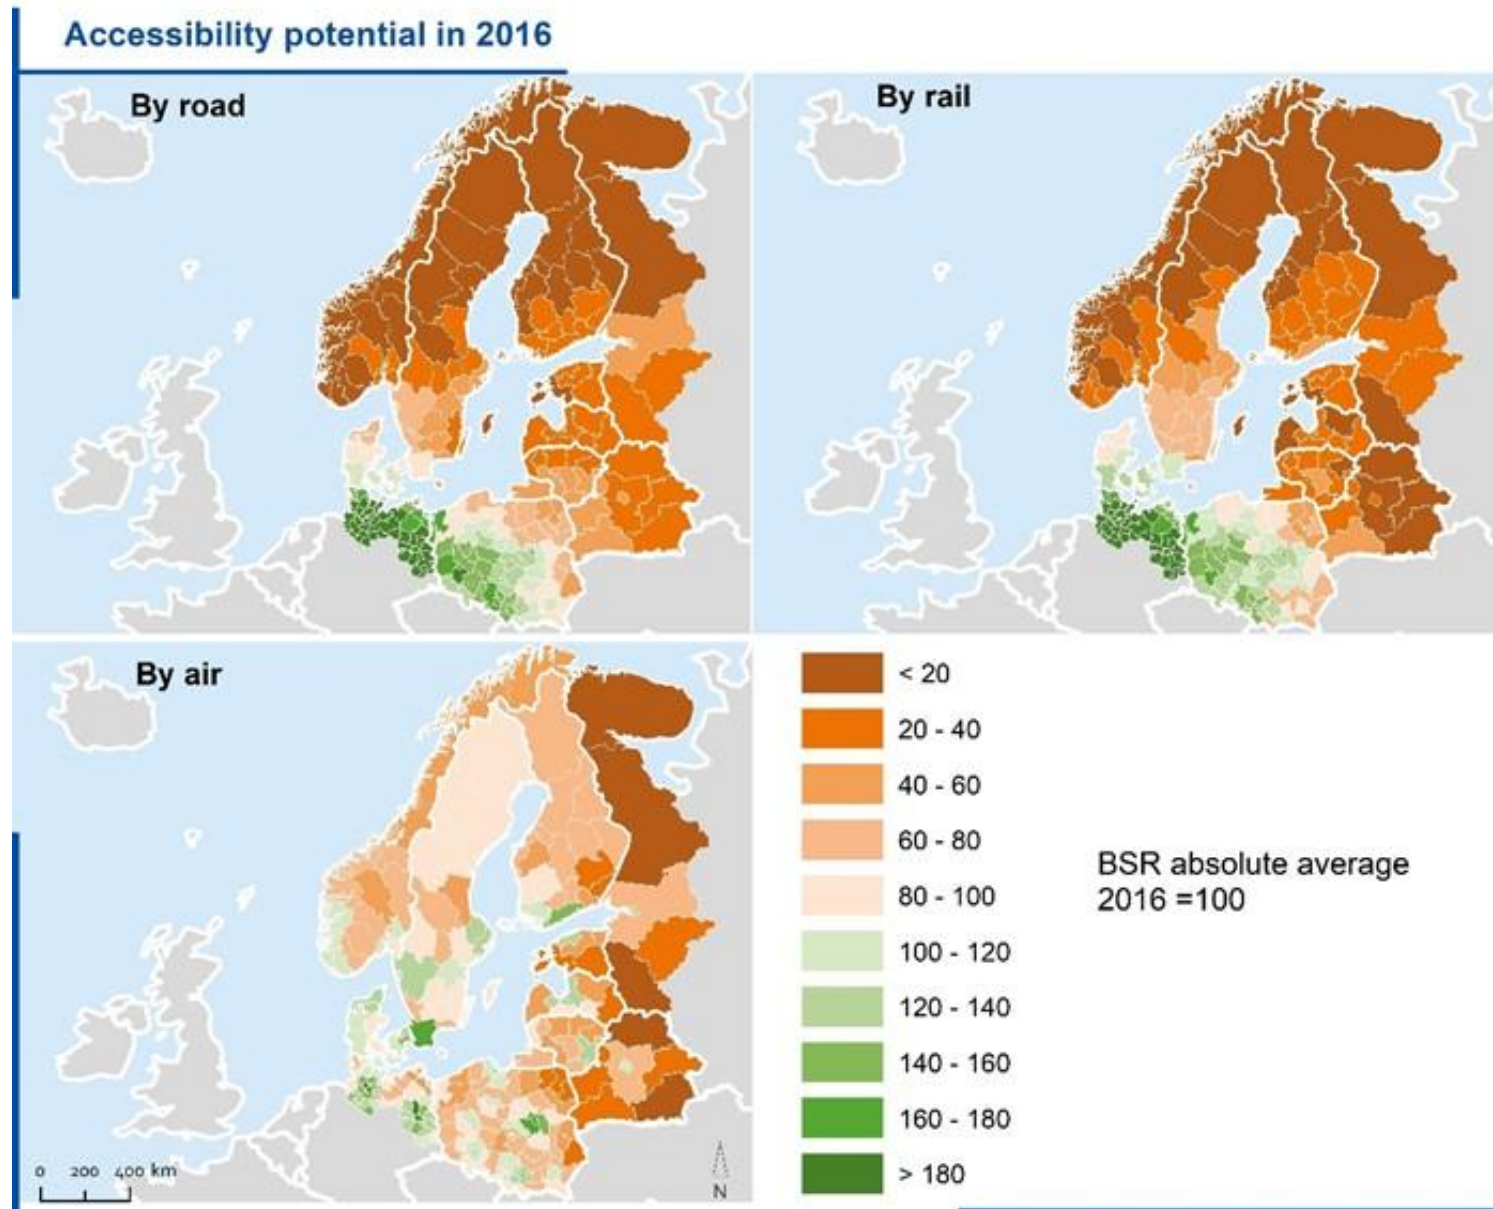 Accessibility potential in 2016
By road
By rail
By air
< 20
20 - 40
40 - 60
60 - 80
80 - 100
100 - 120
120 - 140
140 - 160
160 - 180
> 180
BSR absolute average
2016 =100
0 200 400 km
N